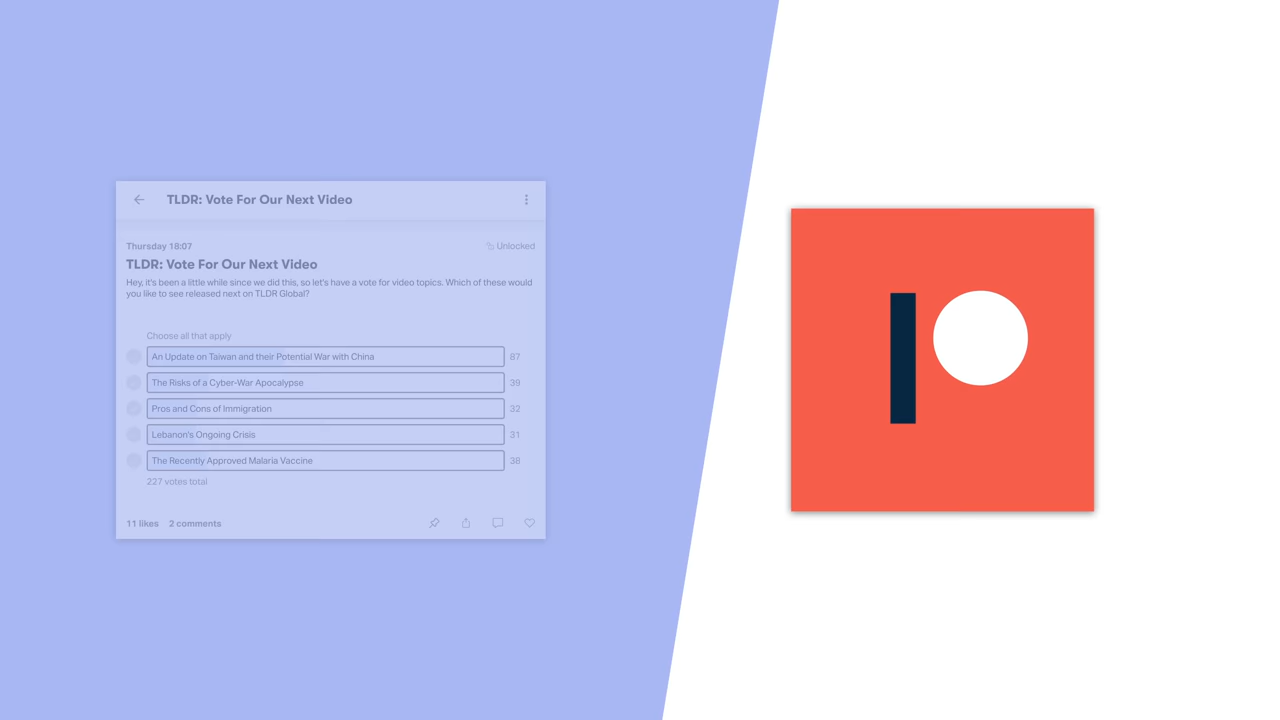 TLDR: Vote For Our Next Video
Thursday 18:07
Unlocked
TLDR: Vote For Our Next Video
Hey, it's been a little while since we did this, so let's have a vote for video topics. Which of these would
you like to see released next on TLDR Global?
Choose all that apply
An Update on Taiwan and their Potential War with China 87
The Risks of a Cyber-War Apocalypse 39
Pros and Cons of Immigration 32
Lebanon's Ongoing Crisis 31
The Recently Approved Malaria Vaccine 38
227 votes total
11 likes 2 comments